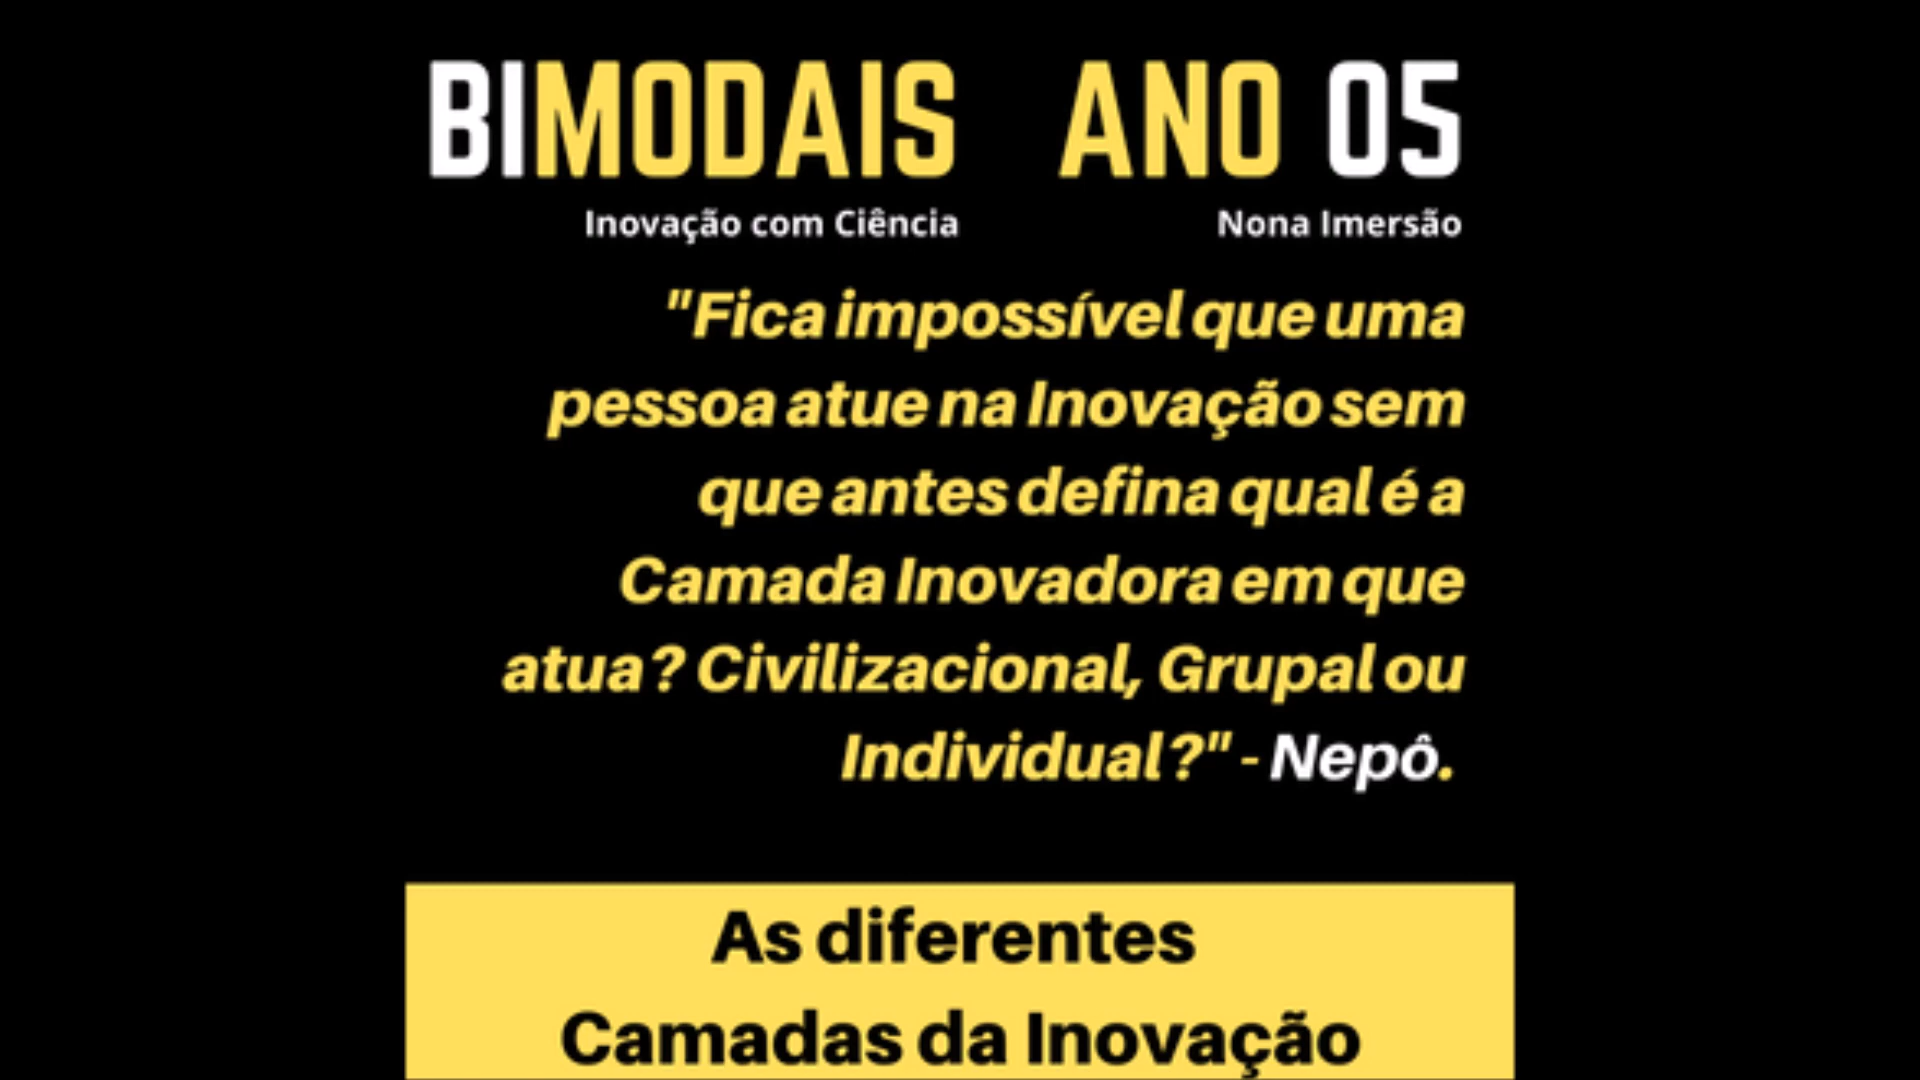 BIMODAIS ANO 05
Inovação com Ciência Nona Imersão
"Fica impossível que uma
pessoa atue na Inovação sem
que antes defina qual é a
Camada Inovadora em que
atua? Civilizacional, Grupal ou
Individual?" - Nepô.
As diferentes
Camadas da Inovação